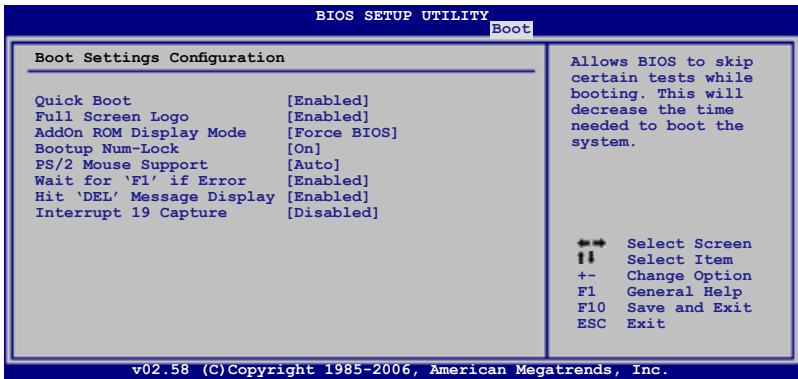 BIOS SETUP UTILITY
Boot
Boot Settings Configuration
Quick Boot [Enabled]
Full Screen Logo [Enabled]
AddOn ROM Display Mode [Force BIOS]
Bootup Num-Lock [On]
PS/2 Mouse Support [Auto]
Wait for ‘F1’ if Error [Enabled]
Hit ‘DEL’ Message Display [Enabled]
Interrupt 19 Capture [Disabled]
Allows BIOS to skip
certain tests while
booting. This will
decrease the time
needed to boot the
system.
←→ Select Screen
↑↓ Select Item
+- Change Option
F1 General Help
F10 Save and Exit
ESC Exit
v02.58 (C)Copyright 1985-2006, American Megatrends, Inc.